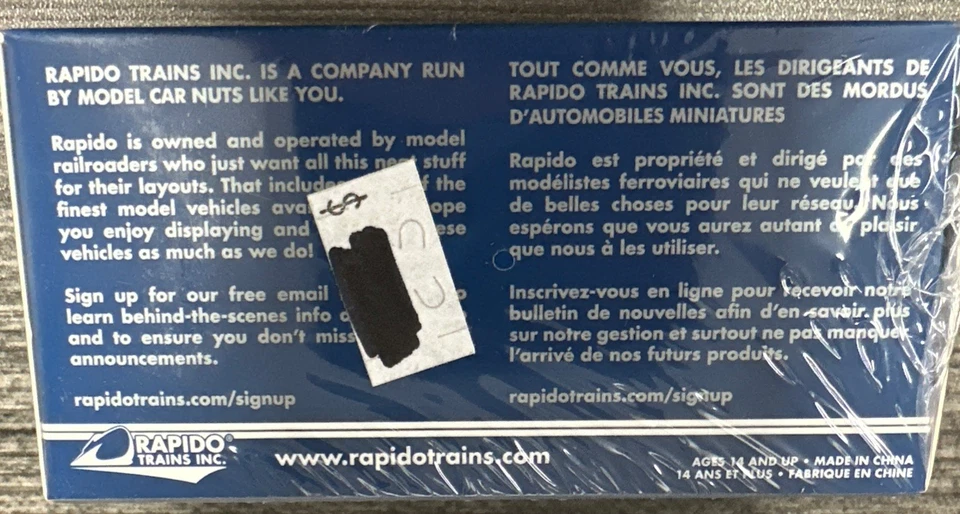 RAPIDO TRAINS INC. IS A COMPANY RUN
BY MODEL CAR NUTS LIKE YOU.
Rapido is owned and operated by model
railroaders who just want all this stuff
for their layouts. That the
finest model vehicles
you enjoy displaying and
vehicles as much as we do!
Sign up for our free email
learn behind-the-scenes info
and to ensure you don't miss
announcements.
rapidotrains.com/signup
$
TOUT COMME VOUS, LES DIRIGEANTS DE
RAPIDO TRAINS INC. SONT DES MORDUS
D'AUTOMOBILES MINIATURES
Rapido est propriété et dirigé par des
modélistes ferroviaires qui ne veulent que
de belles choses pour leur réseau. Nous
espérons que vous aurez autant de plaisir
que nous à les utiliser.
Inscrivez-vous en ligne pour recevoir notre
bulletin de nouvelles afin d'en savoir plus
sur notre gestion et surtout ne pas manquer
l'arrivé de nos futurs produits.
rapidotrains.com/signup
RAPIDO
TRAINS INC.
www.rapidotrains.com
AGES 14 AND UP • MADE IN CHINA
14 ANS ET PLUS • FABRIQUE EN CHINE